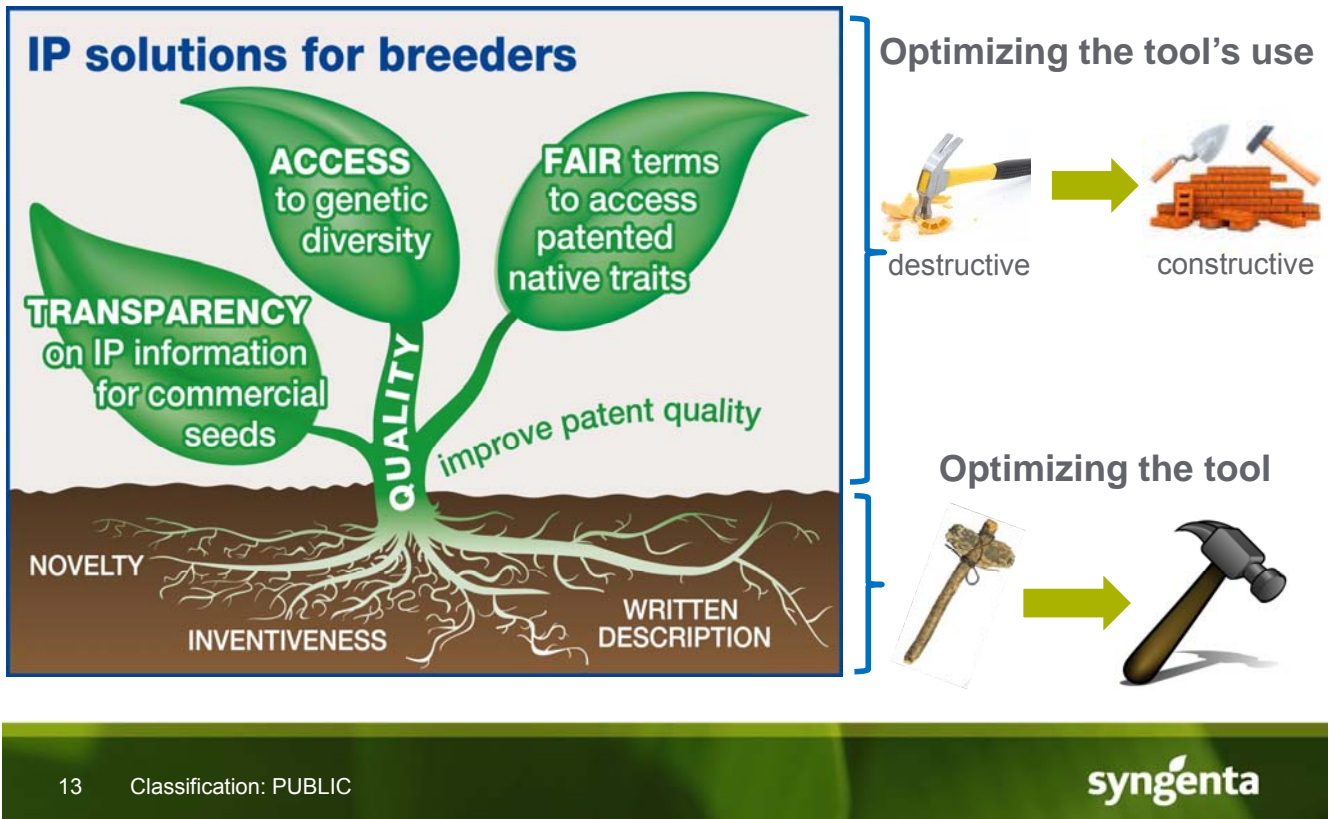 IP solutions for breeders
TRANSPARENCY
on IP information
for commercial
seeds
ACCESS
to genetic
diversity
FAIR terms
to access
patented
native traits
QUALITY
improve patent quality
NOVELTY
INVENTIVENESS
WRITTEN
DESCRIPTION
Optimizing the tool’s use
destructive
constructive
Optimizing the tool
13 Classification: PUBLIC
syngenta